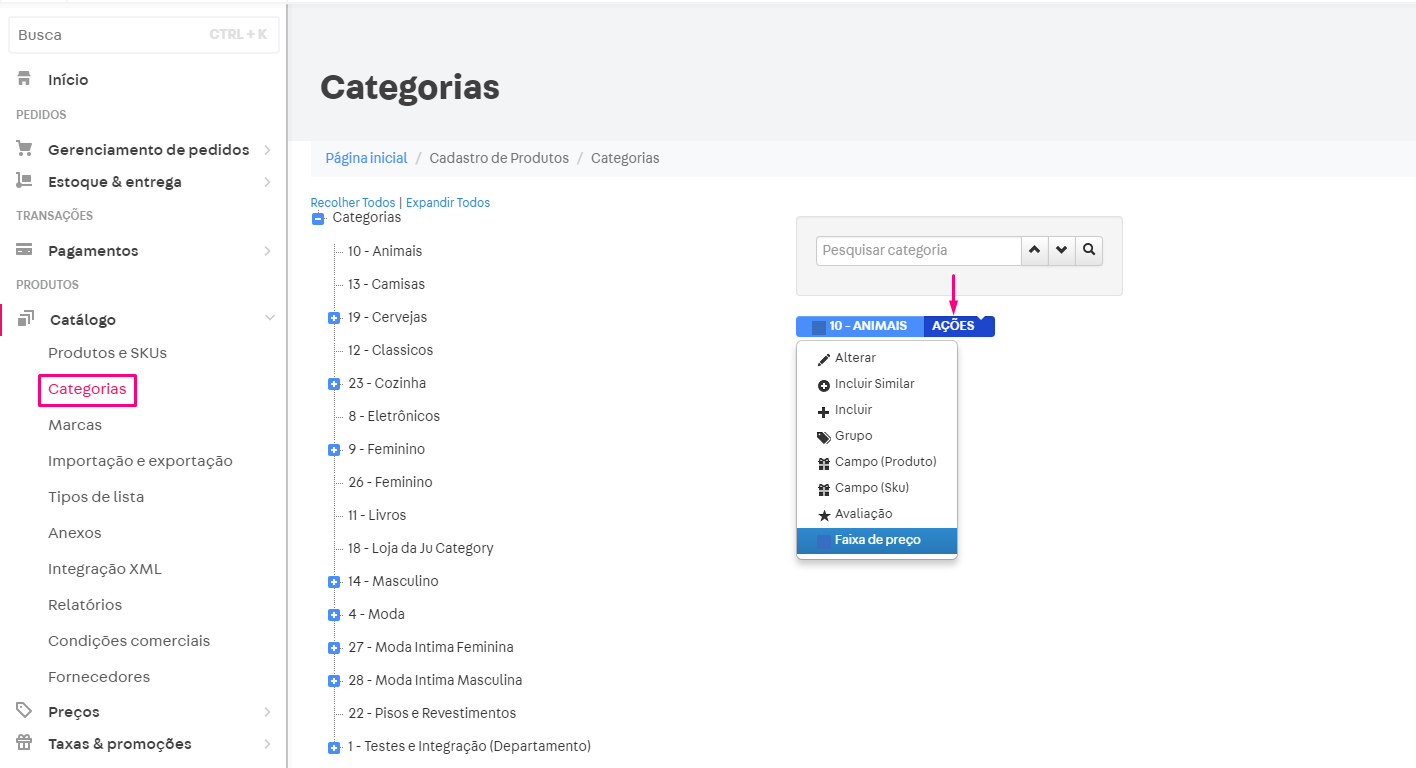 Busca CTRL + K
Início
PEDIDOS
Gerenciamento de pedidos
Estoque & entrega
TRANSAÇÕES
Pagamentos
PRODUTOS
Catálogo
Produtos e SKUs
Categorias
Marcas
Importação e exportação
Tipos de lista
Anexos
Integração XML
Relatórios
Condições comerciais
Fornecedores
Preços
Taxas & promoções
Categorias
Página inicial / Cadastro de Produtos / Categorias
Recolher Todos | Expandir Todos
Categorias
10 - Animais
13 - Camisas
19 - Cervejas
12 - Classicos
23 - Cozinha
8 - Eletrônicos
9 - Feminino
26 - Feminino
11 - Livros
18 - Loja da Ju Category
14 - Masculino
4 - Moda
27 - Moda Intima Feminina
28 - Moda Intima Masculina
22 - Pisos e Revestimentos
1 - Testes e Integração (Departamento)
Pesquisar categoria
10 - ANIMAIS AÇÕES
Alterar
Incluir Similar
Incluir
Grupo
Campo (Produto)
Campo (Sku)
Avaliação
Faixa de preço